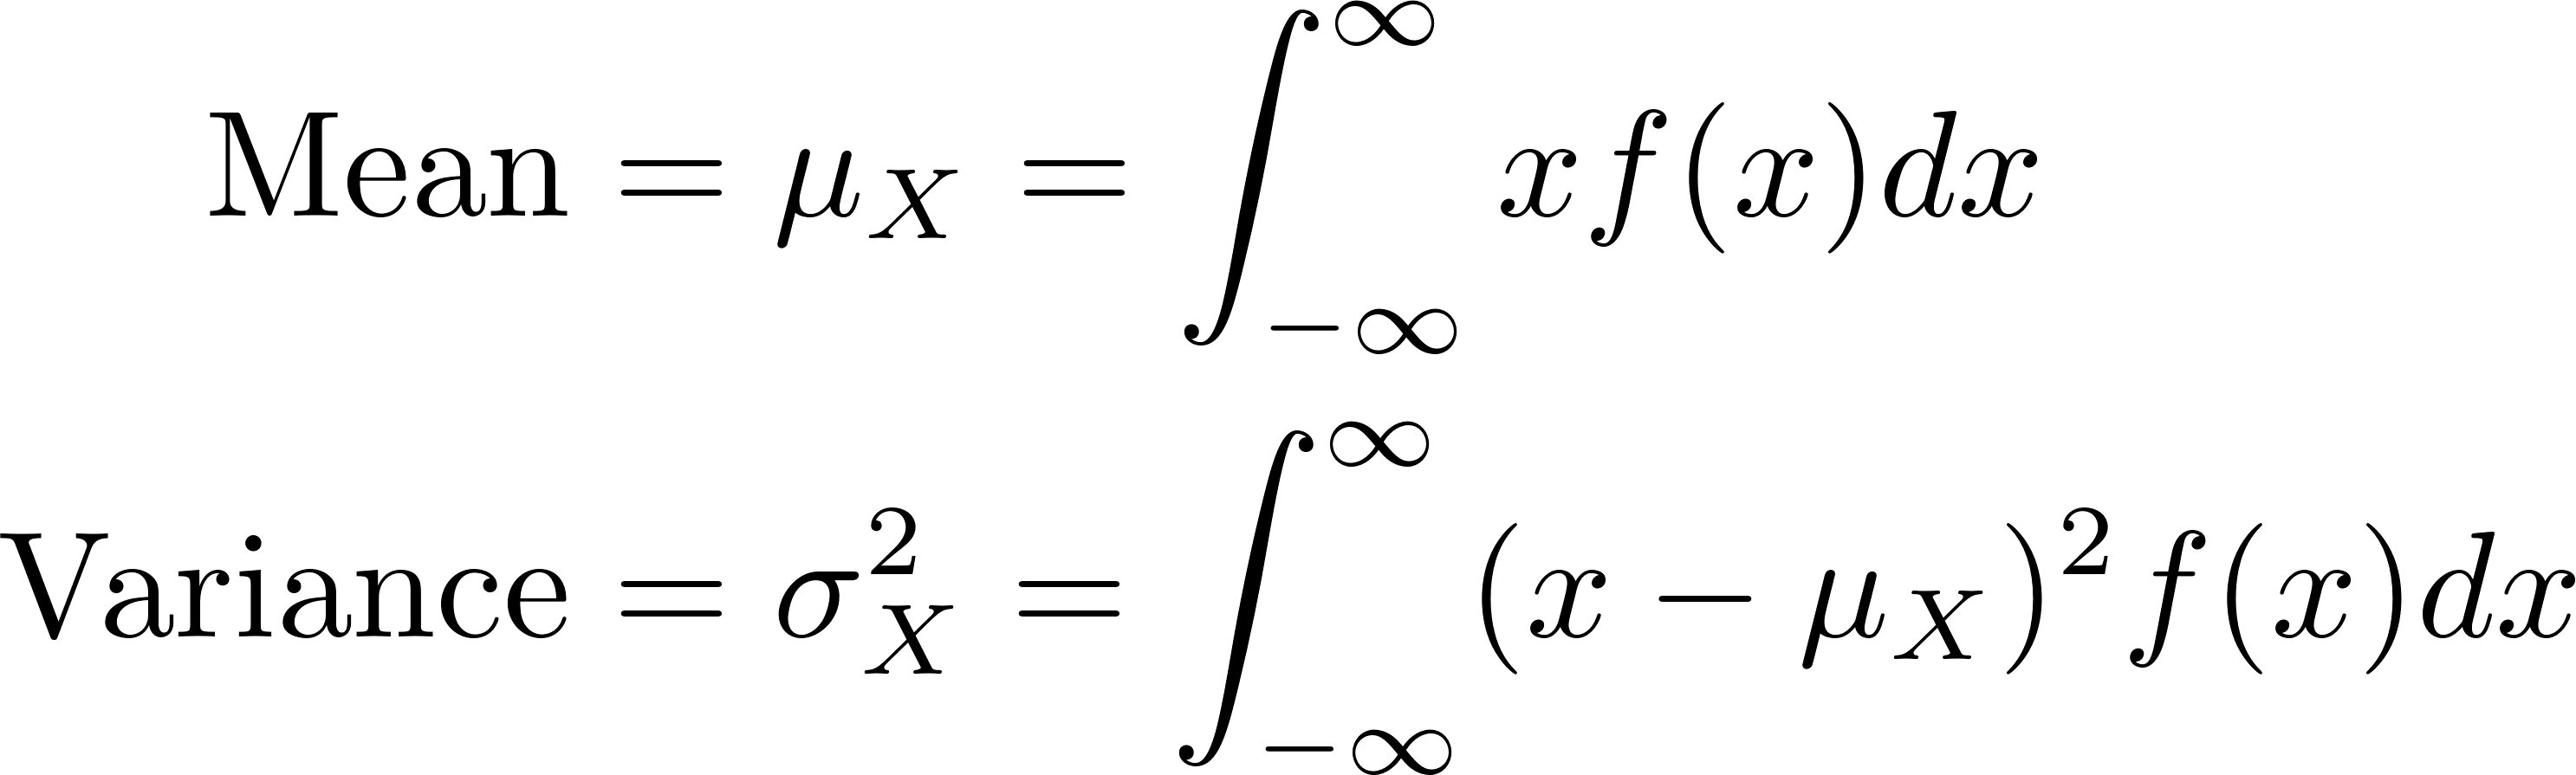 Mean = μ_X = ∫_{-∞}^{∞} xf(x)dx
Variance = σ_X^2 = ∫_{-∞}^{∞} (x − μ_X)^2 f(x)dx